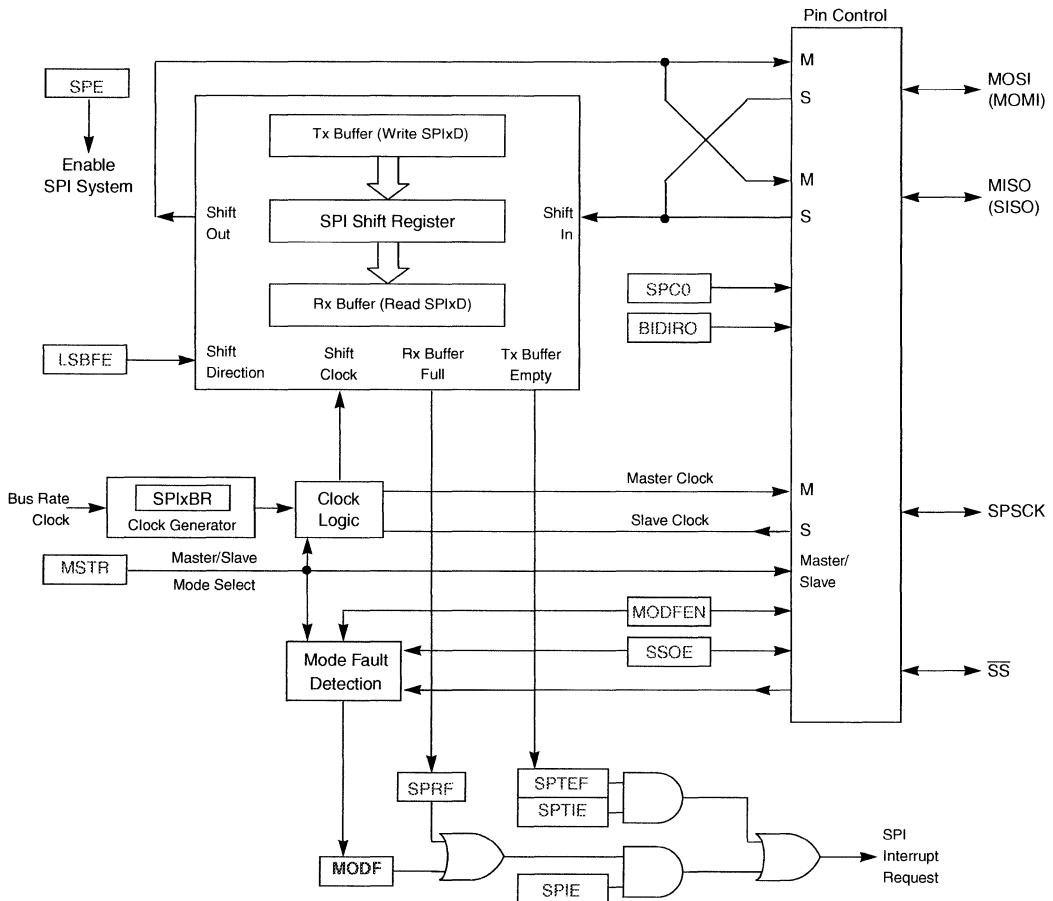 Pin Control
M
MOSI
(MOMI)
S
SPE
Enable
SPI System
Tx Buffer (Write SPIxD)
SPI Shift Register
Rx Buffer (Read SPIxD)
Shift
Out
Shift
In
M
MISO
(SISO)
S
SPC0
BIDIRO
LSBFE
Shift
Direction
Shift
Clock
Rx Buffer
Full
Tx Buffer
Empty
Bus Rate
Clock
SPIxBR
Clock Generator
Clock
Logic
Master Clock
M
Slave Clock
S
SPSCK
MSTR
Master/Slave
Mode Select
Master/
Slave
MODFEN
SSOE
Mode Fault
Detection
SS
SPRF
SPTEF
SPTIE
MODF
SPIE
SPI
Interrupt
Request